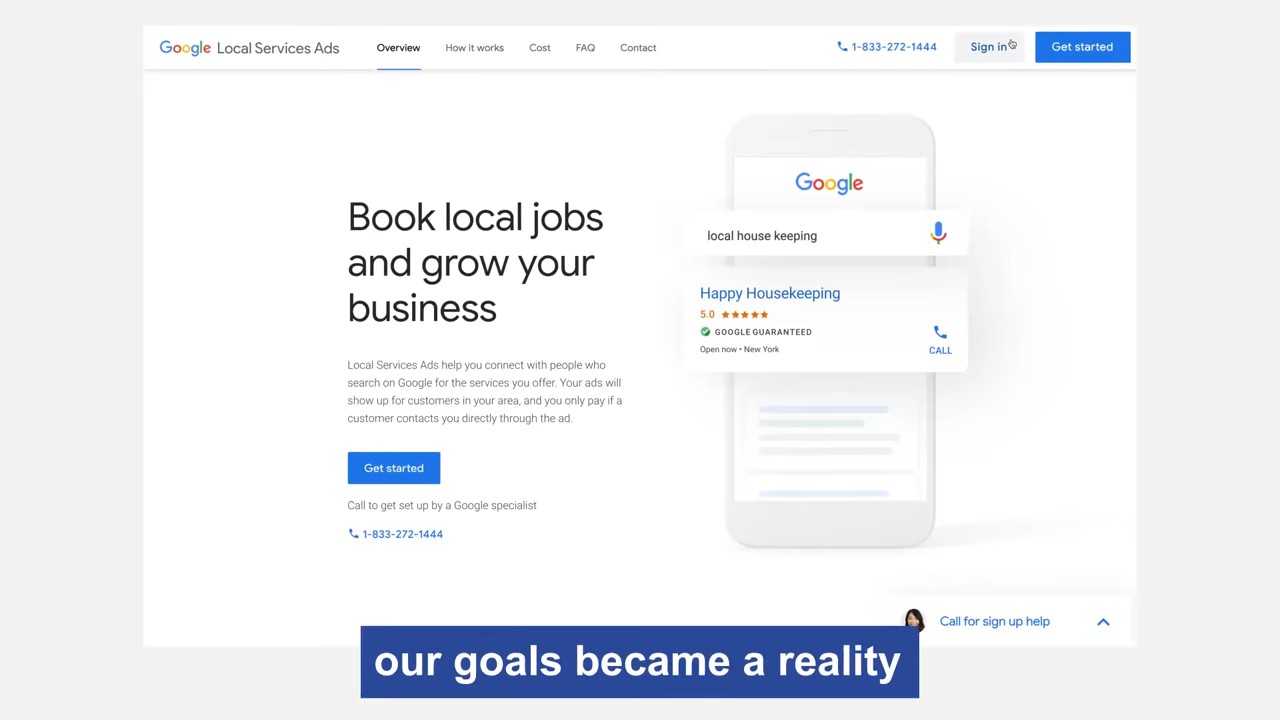 Google Local Services Ads
Overview
How it works
Cost
FAQ
Contact
1-833-272-1444
Sign in
Get started
Book local jobs
and grow your
business
Local Services Ads help you connect with people who
search on Google for the services you offer. Your ads will
show up for customers in your area, and you only pay if a
customer contacts you directly through the ad.
Get started
Call to get set up by a Google specialist
1-833-272-1444
Google
local house keeping
Happy Housekeeping
5.0
GOOGLE GUARANTEED
Open now • New York
CALL
Call for sign up help
our goals became a reality